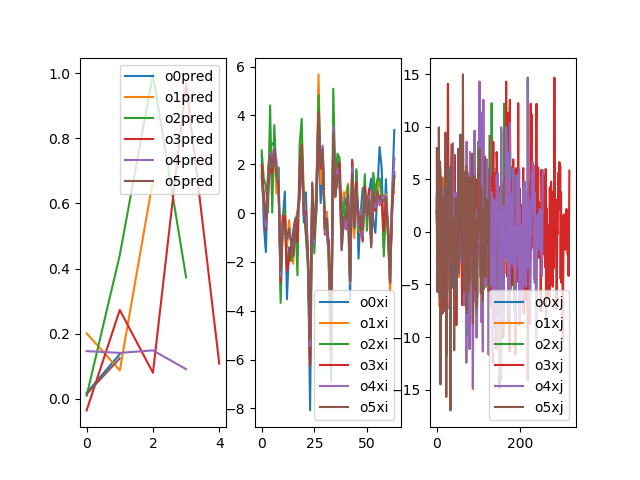 1.0
0.8
0.6
0.4
0.2
0.0
0
2
4
o0pred
o1pred
o2pred
o3pred
o4pred
o5pred
6
4
2
0
−2
−4
−6
−8
0
25
50
o0xi
o1xi
o2xi
o3xi
o4xi
o5xi
15
10
5
0
−5
−10
−15
0
200
o0xj
o1xj
o2xj
o3xj
o4xj
o5xj